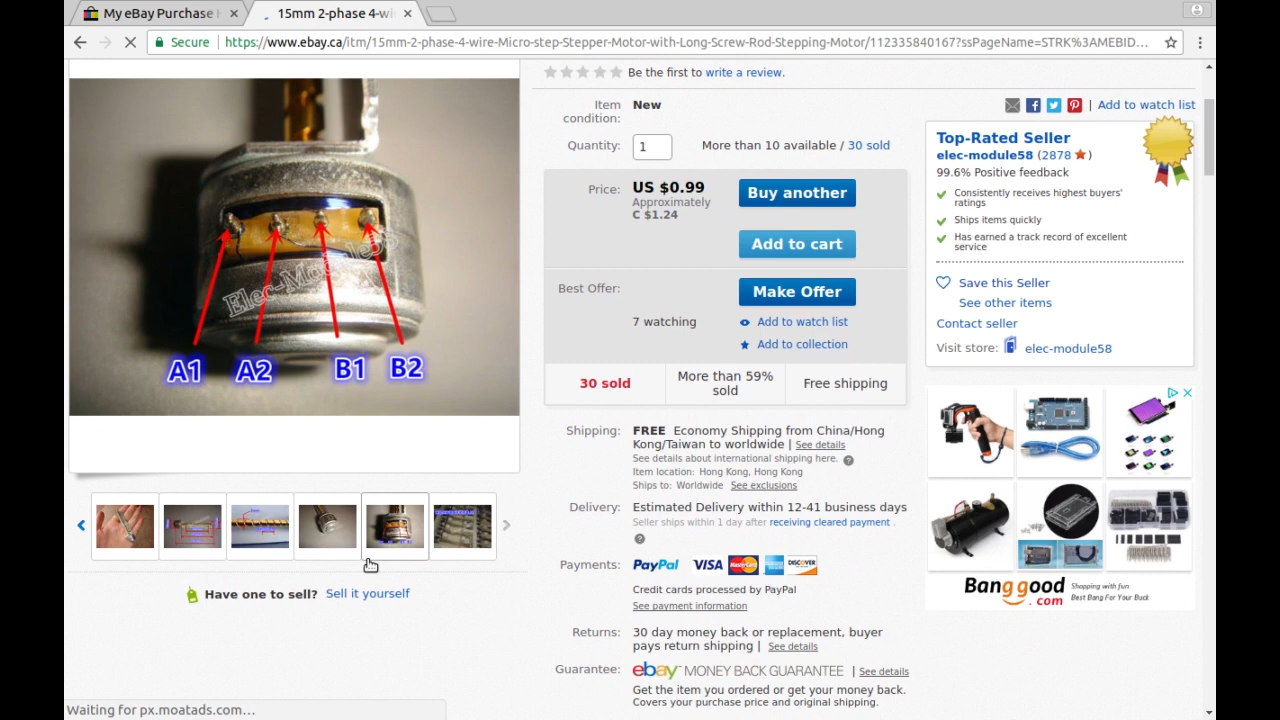 My eBay Purchase H
15mm 2-phase 4-wi
Secure
https://www.ebay.ca/itm/15mm-2-phase-4-wire-Micro-step-Stepper-Motor-with-Long-Screw-Rod-Stepping-Motor/112335840167?ssPageName=STRK%3AMEBID...
Elec-Module58
A1 A2 B1 B2
Have one to sell? Sell it yourself
Be the first to write a review.
Item condition: New
Quantity: 1 More than 10 available / 30 sold
Price: US $0.99
Approximately
C $1.24
Buy another
Add to cart
Best Offer:
Make Offer
7 watching
Add to watch list
Add to collection
30 sold
More than 59% sold
Free shipping
Shipping: FREE Economy Shipping from China/Hong
Kong/Taiwan to worldwide | See details
See details about international shipping here. ?
Item location: Hong Kong, Hong Kong
Ships to: Worldwide See exclusions
Delivery: Estimated Delivery within 12-41 business days
Seller ships within 1 day after receiving cleared payment .
?
Payments: PayPal VISA MasterCard DISCOVER
Credit cards processed by PayPal
See payment information
Returns: 30 day money back or replacement, buyer
pays return shipping | See details
Guarantee: ebay MONEY BACK GUARANTEE | See details
Get the item you ordered or get your money back.
Covers your purchase price and original shipping.
| Add to watch list
Top-Rated Seller
elec-module58 (2878 )
99.6% Positive feedback
Consistently receives highest buyers'
ratings
Ships items quickly
Has earned a track record of excellent
service
Save this Seller
See other items
Contact seller
Visit store: elec-module58
Banggood
.com
Shopping with fun
Best Bang For Your Buck
Waiting for px.moatads.com...